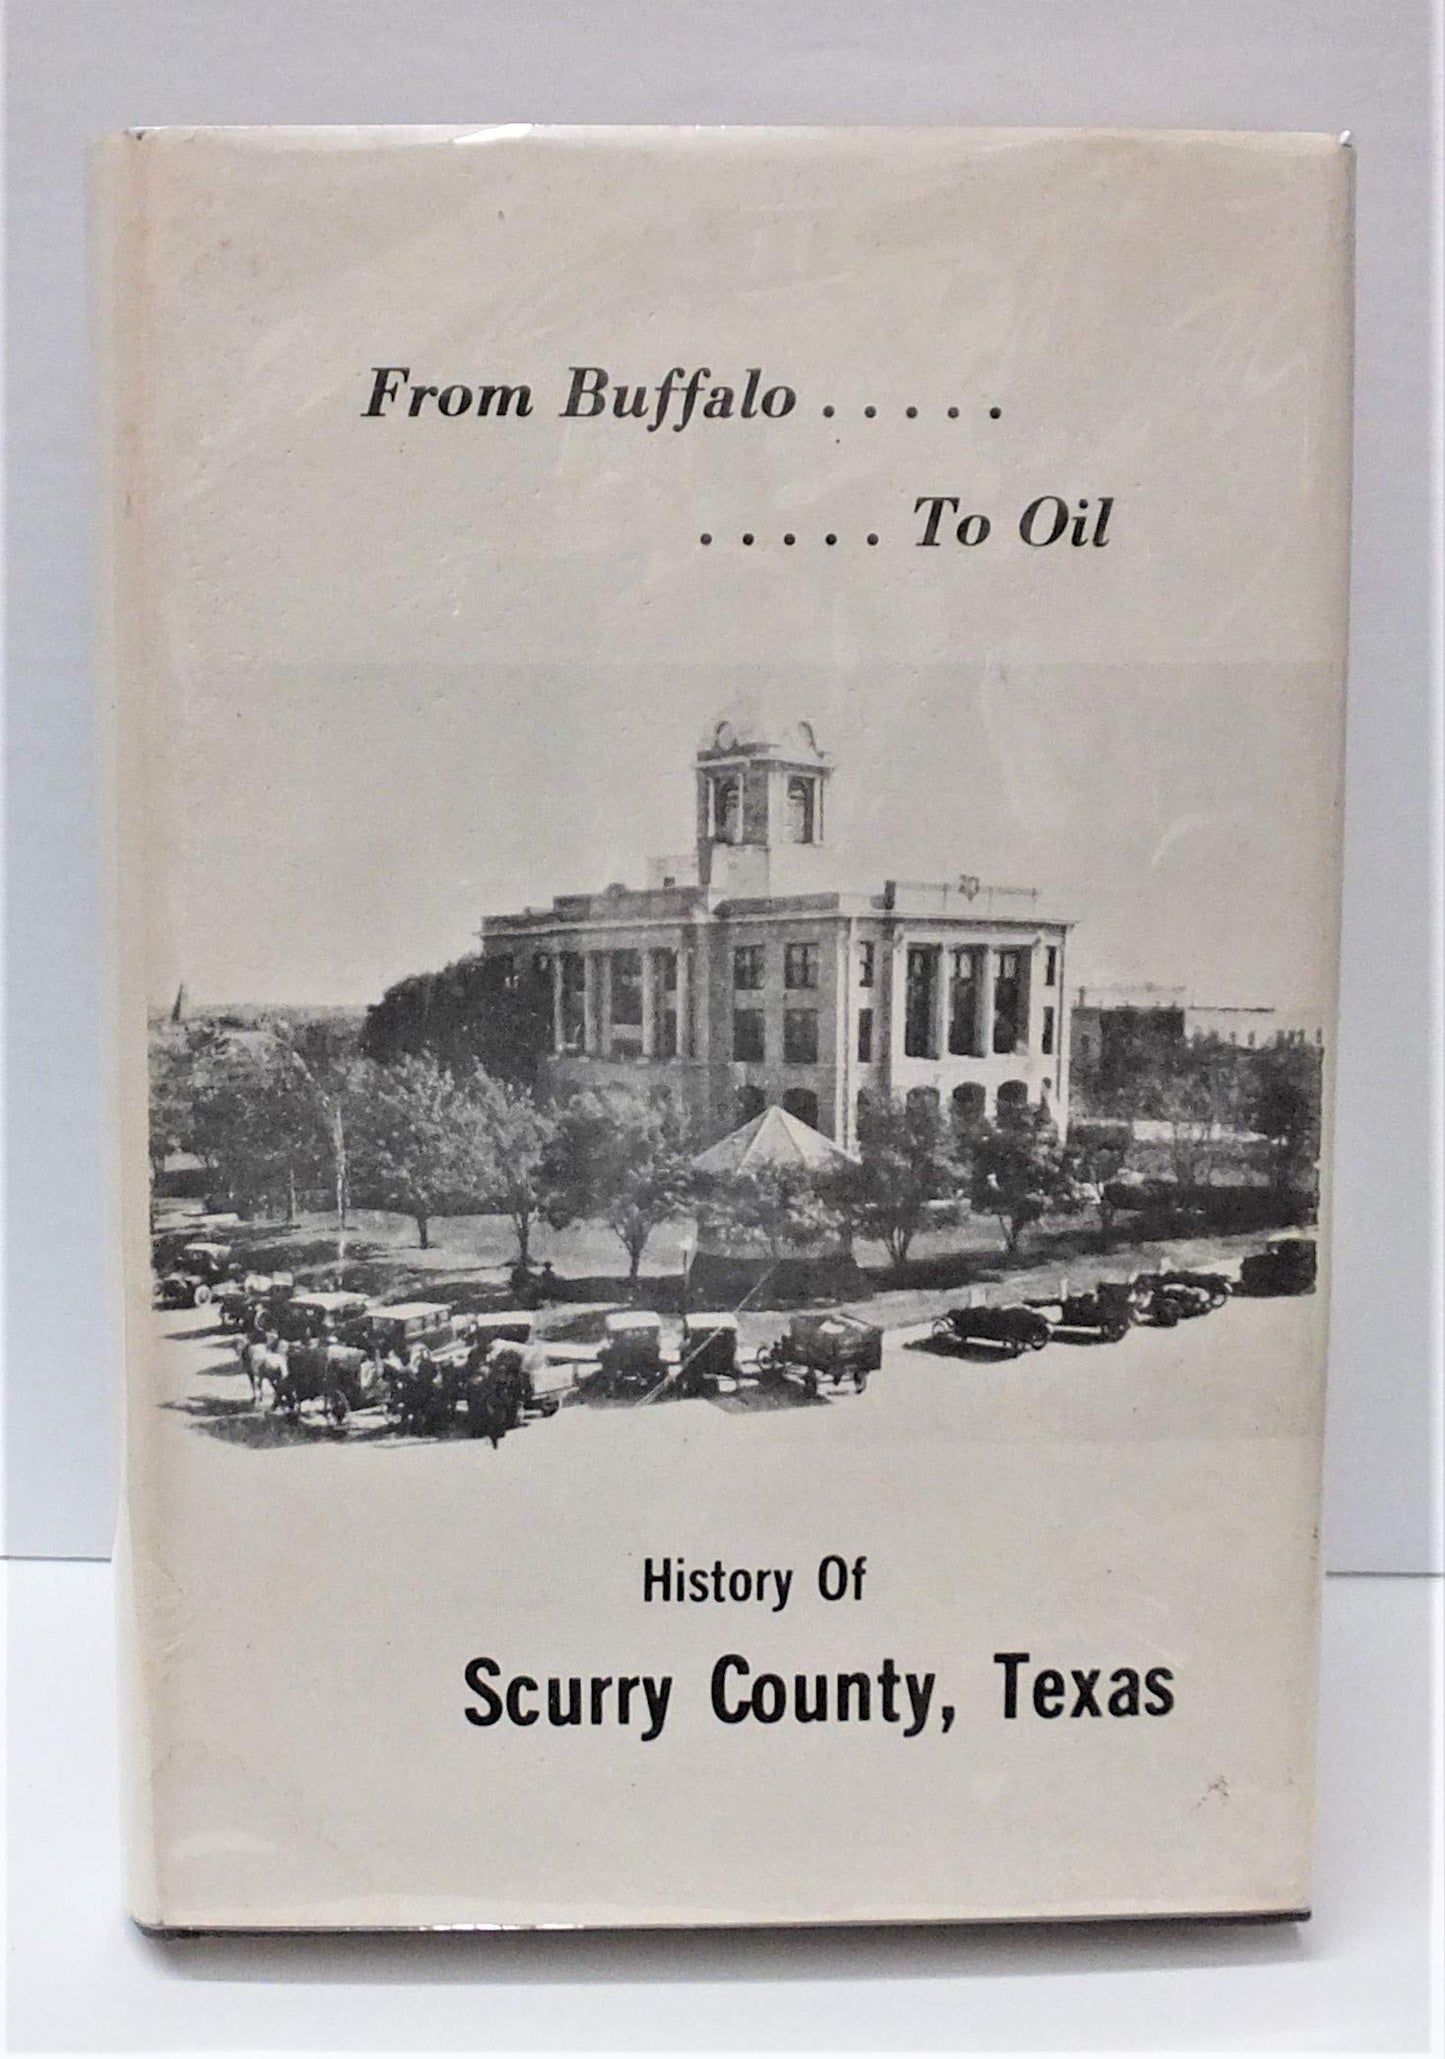 From Buffalo . . . . .
. . . . . To Oil
History Of
Scurry County, Texas